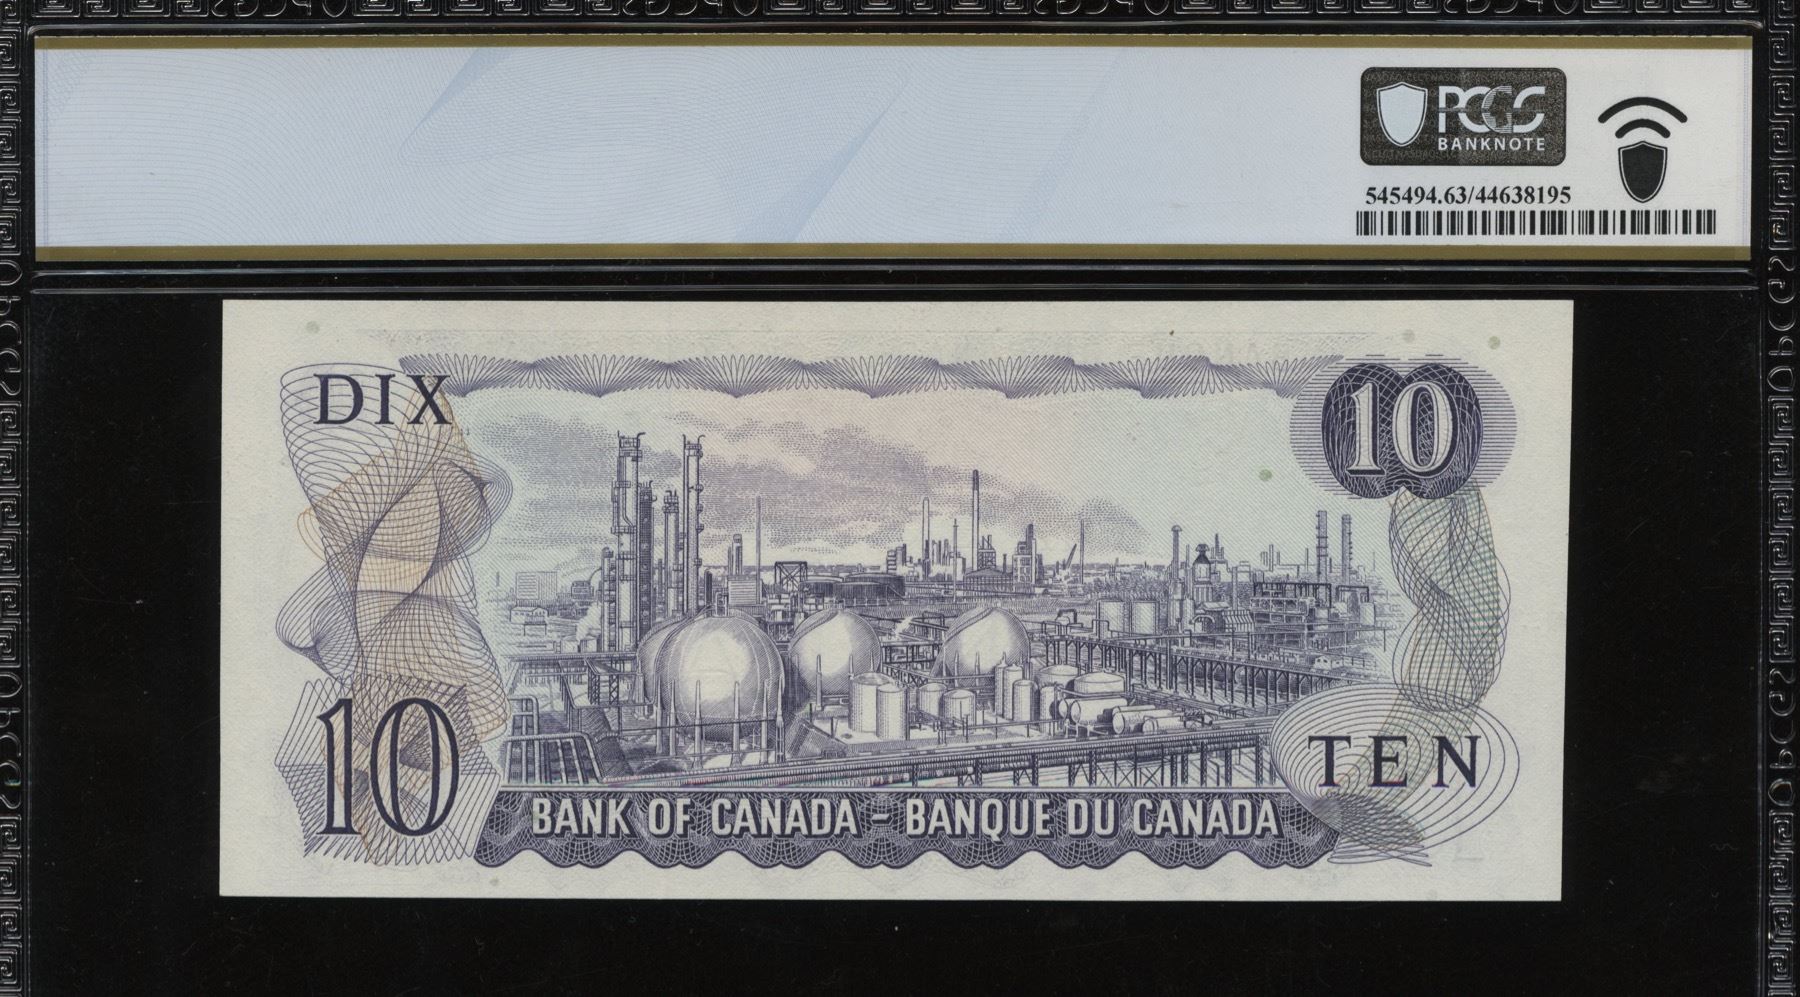 PCGS
BANKNOTE
545494.63/44638195
DIX
10
10
TEN
BANK OF CANADA - BANQUE DU CANADA